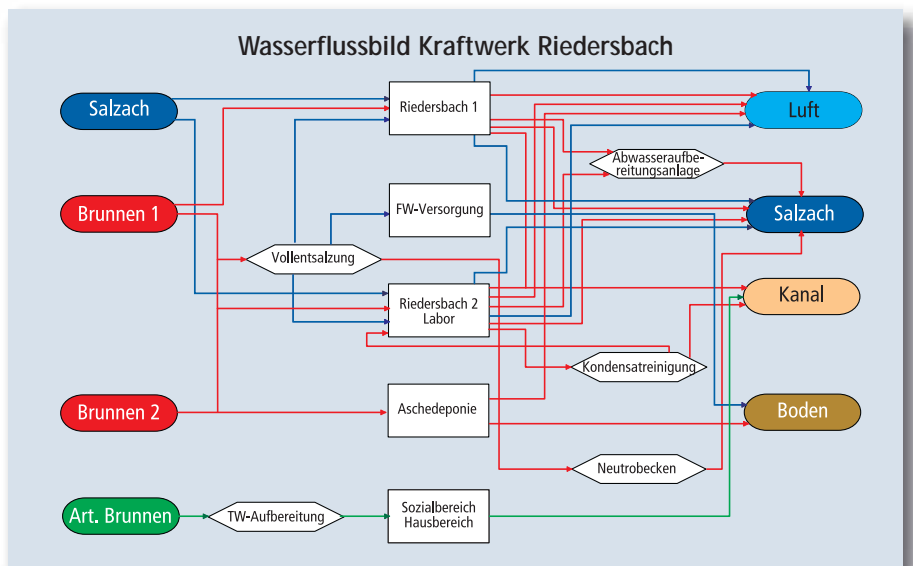 Wasserflussbild Kraftwerk Riedersbach
Salzach
Riedersbach 1
Luft
Abwasseraufbe-
reitungsanlage
Brunnen 1
FW-Versorgung
Salzach
Vollentsalzung
Riedersbach 2
Labor
Kanal
Kondensatreinigung
Brunnen 2
Aschedeponie
Boden
Neutrobecken
Art. Brunnen
TW-Aufbereitung
Sozialbereich
Hausbereich